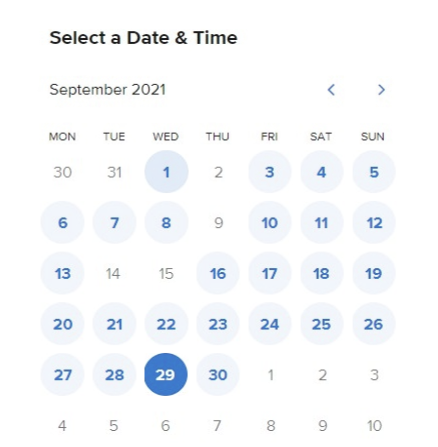 Select a Date & Time
September 2021
MON TUE WED THU FRI SAT SUN
30 31 1 2 3 4 5
6 7 8 9 10 11 12
13 14 15 16 17 18 19
20 21 22 23 24 25 26
27 28 29 30 1 2 3
4 5 6 7 8 9 10